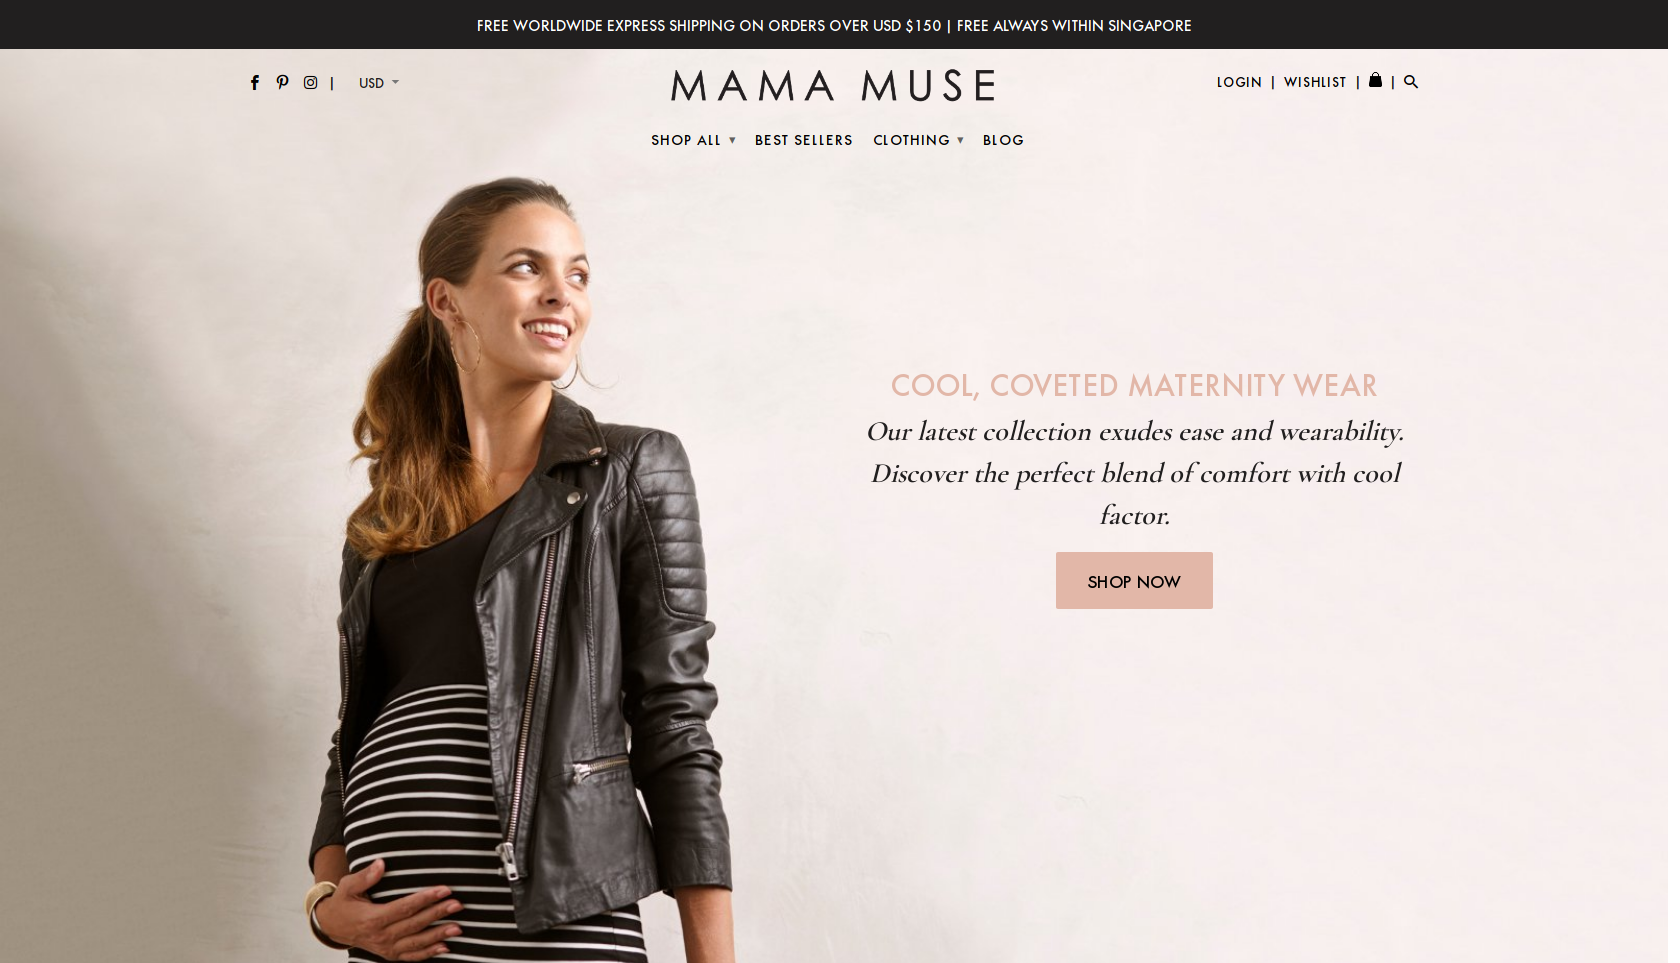 FREE WORLDWIDE EXPRESS SHIPPING ON ORDERS OVER USD $150 | FREE ALWAYS WITHIN SINGAPORE
| USD
MAMA MUSE
LOGIN | WISHLIST | |
SHOP ALL ▾ BEST SELLERS CLOTHING ▾ BLOG
COOL, COVETED MATERNITY WEAR
Our latest collection exudes ease and wearability.
Discover the perfect blend of comfort with cool
factor.
SHOP NOW